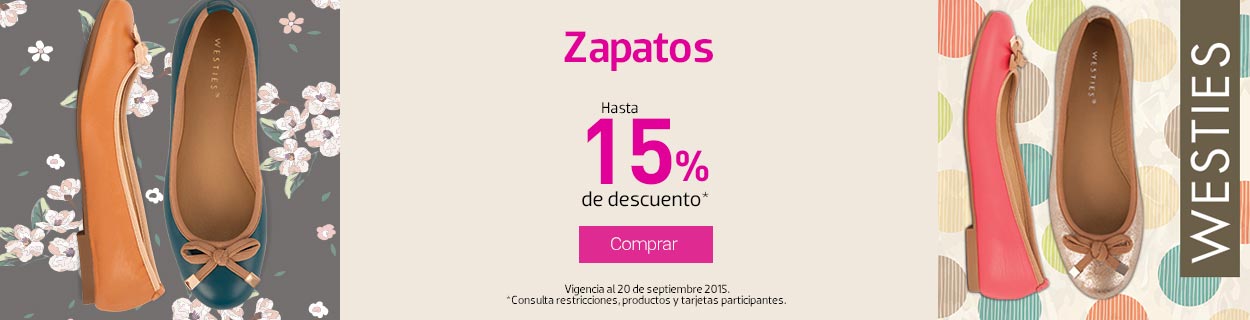 WESTIES
Zapatos
Hasta
15%
de descuento*
Comprar
Vigencia al 20 de septiembre 2015.
*Consulta restricciones, productos y tarjetas participantes.
WESTIES
WESTIES